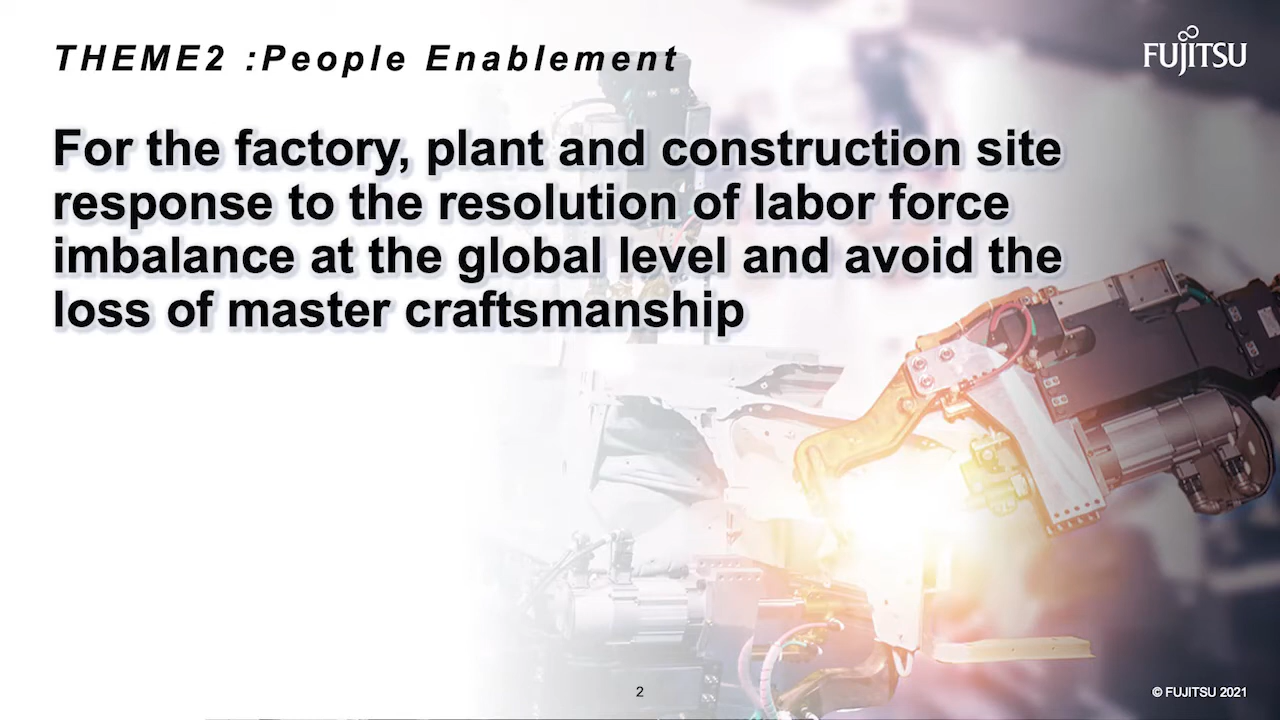 THEME2 :People Enablement
FUJITSU
For the factory, plant and construction site
response to the resolution of labor force
imbalance at the global level and avoid the
loss of master craftsmanship
2
© FUJITSU 2021